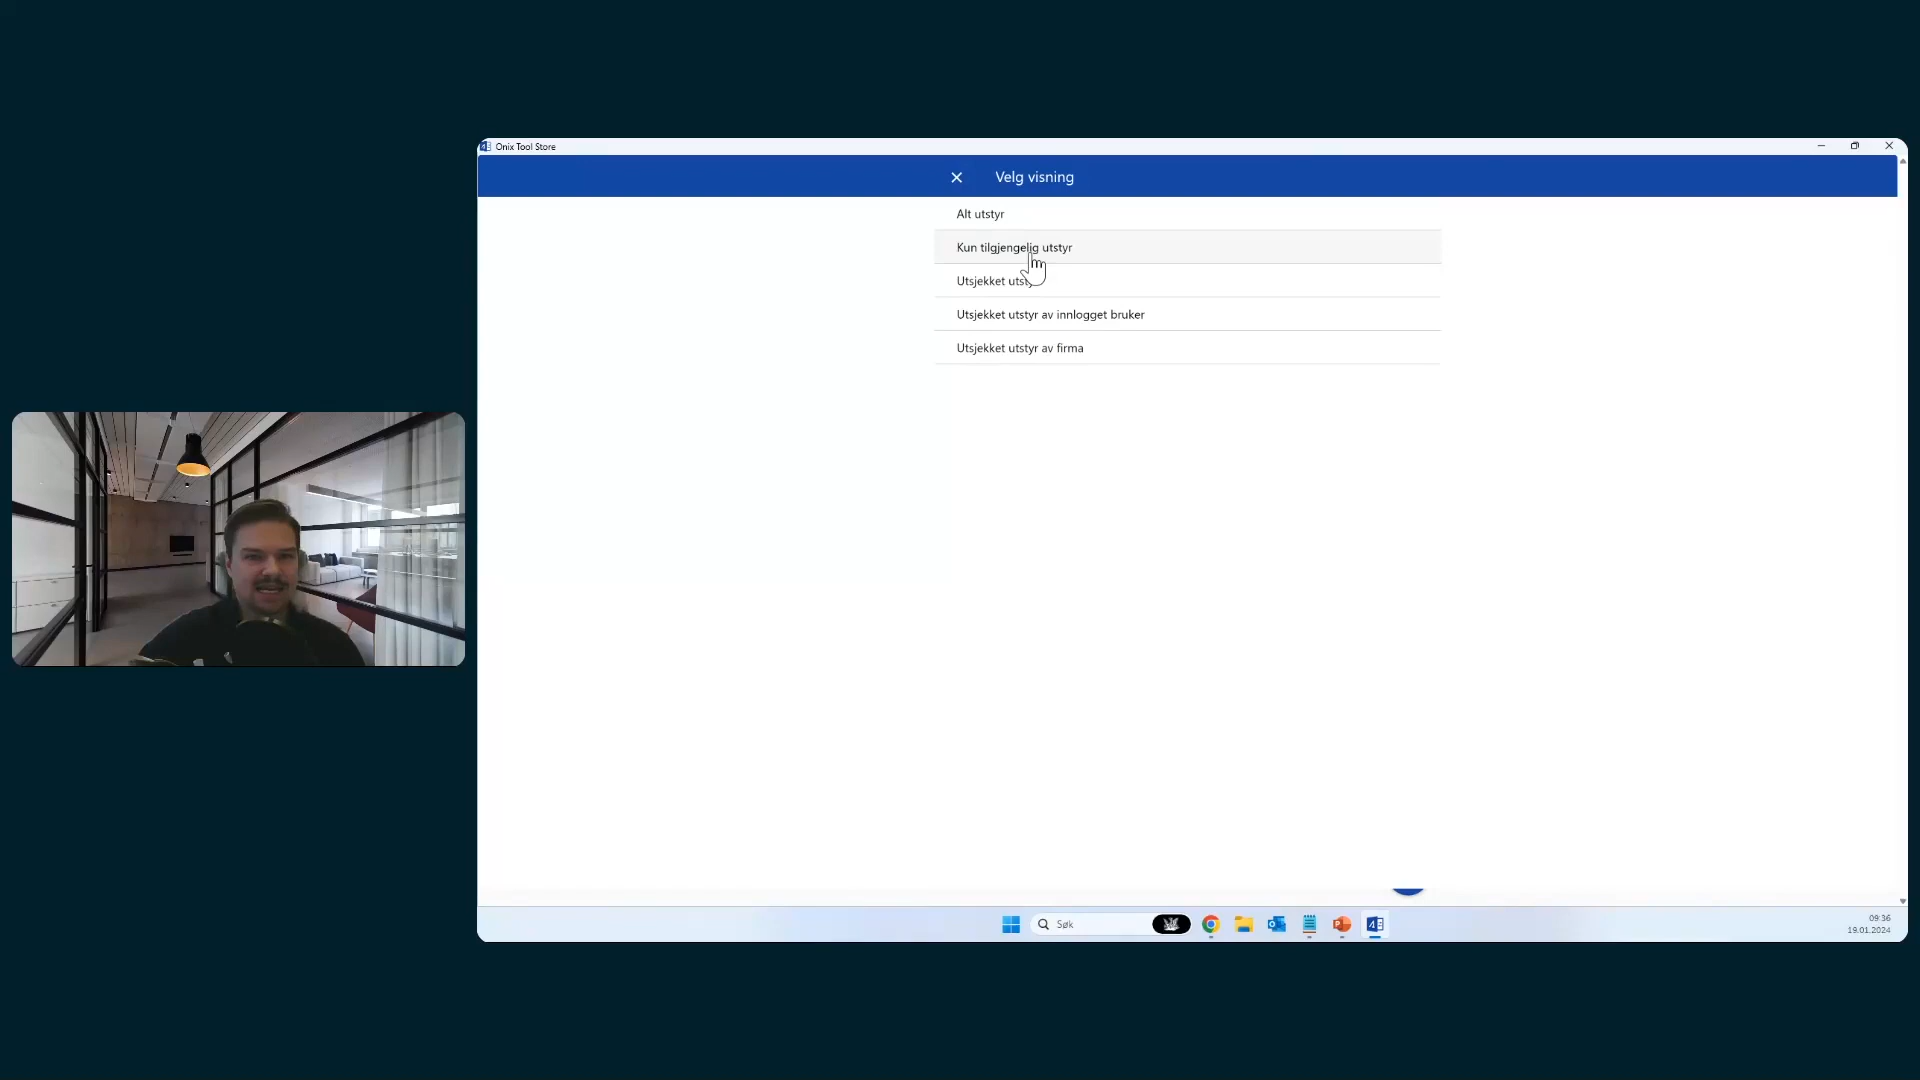 Onix Tool Store
Velg visning
Alt utstyr
Kun tilgjengelig utstyr
Utsjekket utstyr
Utsjekket utstyr av innlogget bruker
Utsjekket utstyr av firma
Søk
09:36
19.01.2024